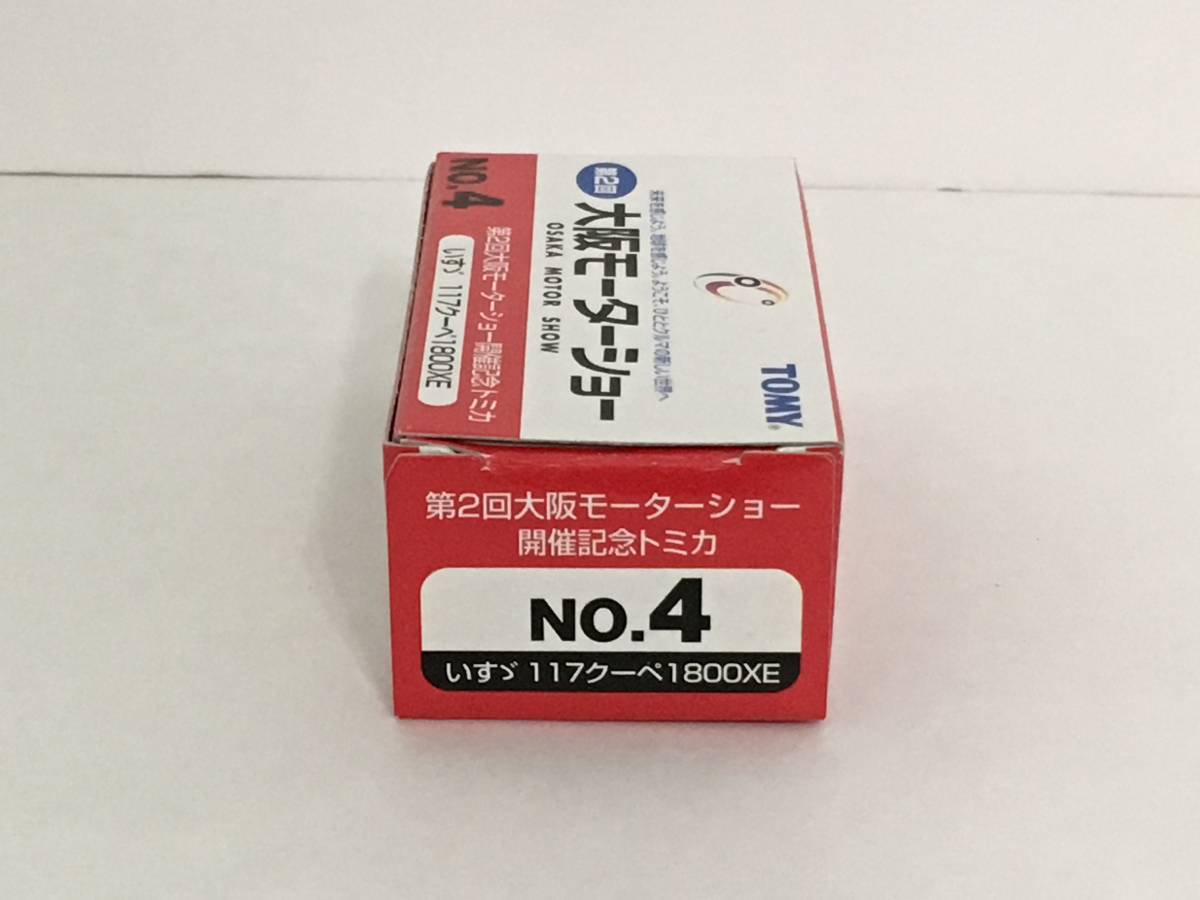 NO.4
第2回大阪モーターショー開催記念トミカ
いすゞ 117クーペ1800XE
第2回
大阪モーターショー
OSAKA MOTOR SHOW
TOMY
第2回大阪モーターショー
開催記念トミカ
NO.4
いすゞ 117クーペ1800XE